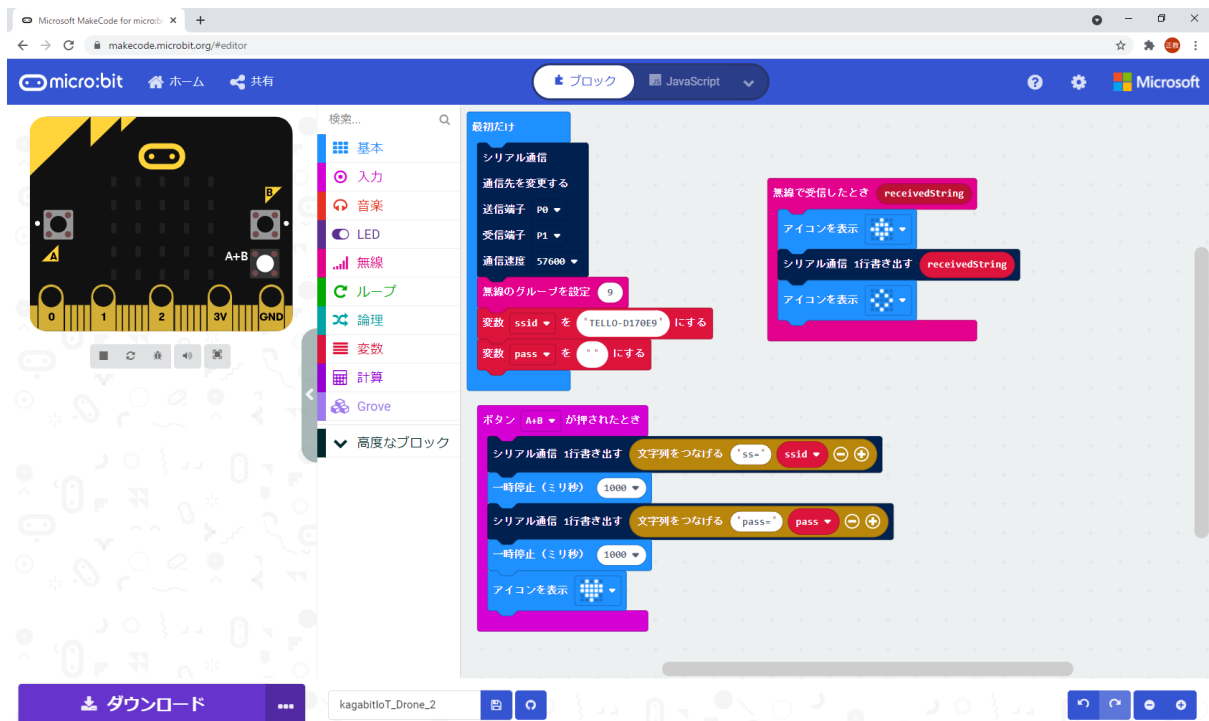 Microsoft MakeCode for micro:b
makecode.microbit.org/#editor
正教
micro:bit
ホーム
共有
ブロック
JavaScript
Microsoft
A
B
A+B
0 1 2 3V GND
検索...
基本
入力
音楽
LED
無線
ループ
論理
変数
計算
Grove
高度なブロック
最初だけ
シリアル通信
通信先を変更する
送信端子 P0
受信端子 P1
通信速度 57600
無線のグループを設定 9
変数 ssid を "TELLO-D170E9" にする
変数 pass を " " にする
無線で受信したとき receivedString
アイコンを表示
シリアル通信 1行書き出す receivedString
アイコンを表示
ボタン A+B が押されたとき
シリアル通信 1行書き出す 文字列をつなげる "ss=" ssid
一時停止（ミリ秒） 1000
シリアル通信 1行書き出す 文字列をつなげる "pass=" pass
一時停止（ミリ秒） 1000
アイコンを表示
ダウンロード
kagabitIoT_Drone_2